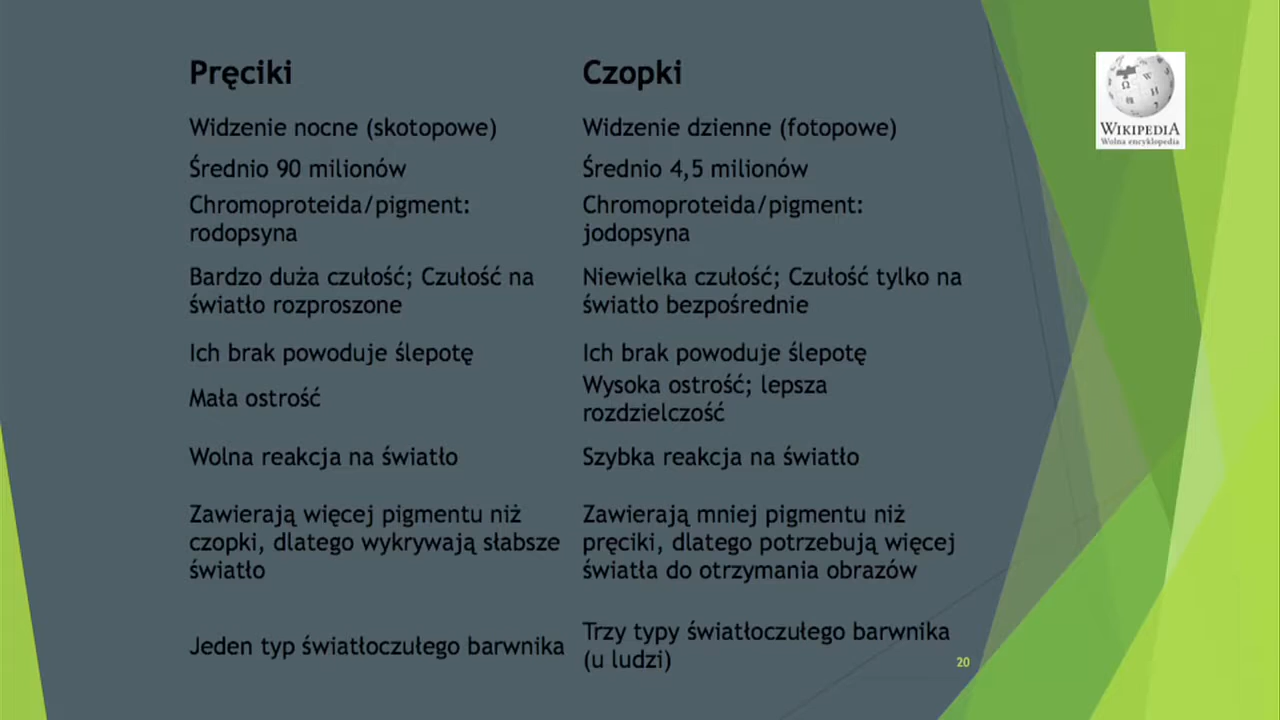 Pręciki
Czopki
Widzenie nocne (skotopowe)
Widzenie dzienne (fotopowe)
Średnio 90 milionów
Średnio 4,5 milionów
Chromoproteida/pigment:
rodopsyna
Chromoproteida/pigment:
jodopsyna
Bardzo duża czułość; Czułość na
światło rozproszone
Niewielka czułość; Czułość tylko na
światło bezpośrednie
Ich brak powoduje ślepotę
Ich brak powoduje ślepotę
Mała ostrość
Wysoka ostrość; lepsza
rozdzielczość
Wolna reakcja na światło
Szybka reakcja na światło
Zawierają więcej pigmentu niż
czopki, dlatego wykrywają słabsze
światło
Zawierają mniej pigmentu niż
pręciki, dlatego potrzebują więcej
światła do otrzymania obrazów
Jeden typ światłoczułego barwnika
Trzy typy światłoczułego barwnika
(u ludzi)
20
WIKIPEDIA
Wolna encyklopedia